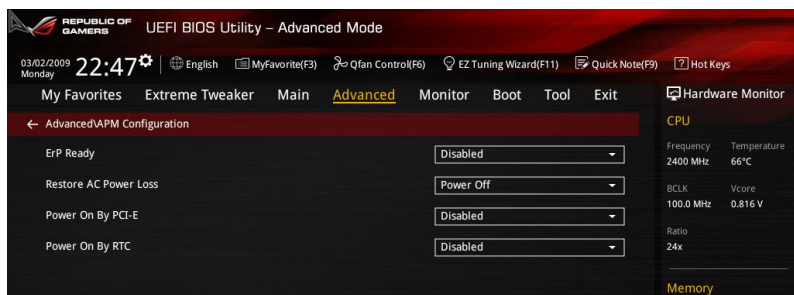 REPUBLIC OF
GAMERS
UEFI BIOS Utility – Advanced Mode
03/02/2009
Monday
22:47
English
MyFavorite(F3)
Qfan Control(F6)
EZ Tuning Wizard(F11)
Quick Note(F9)
? Hot Keys
My Favorites
Extreme Tweaker
Main
Advanced
Monitor
Boot
Tool
Exit
← Advanced\APM Configuration
ErP Ready
Disabled
Restore AC Power Loss
Power Off
Power On By PCI-E
Disabled
Power On By RTC
Disabled
Hardware Monitor
CPU
Frequency Temperature
2400 MHz 66°C
BCLK Vcore
100.0 MHz 0.816 V
Ratio
24x
Memory